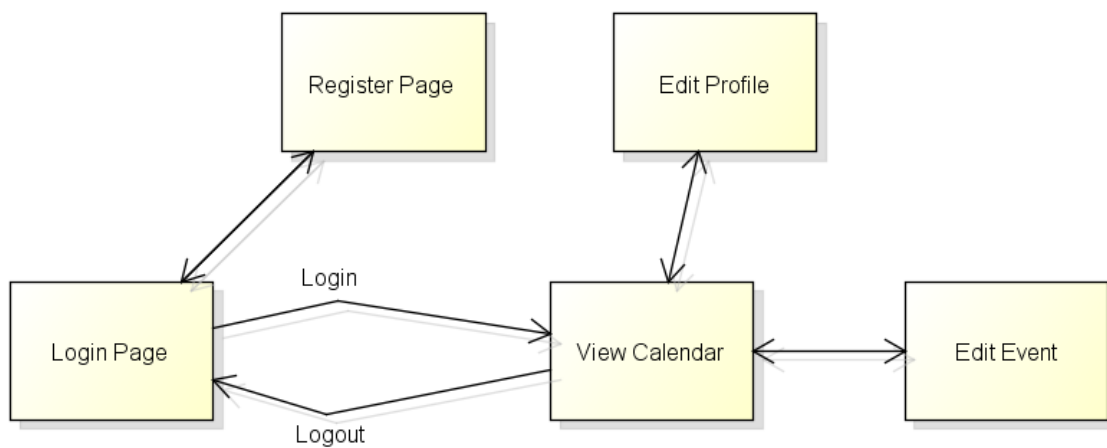 Register Page
Edit Profile
Login
Login Page
View Calendar
Edit Event
Logout